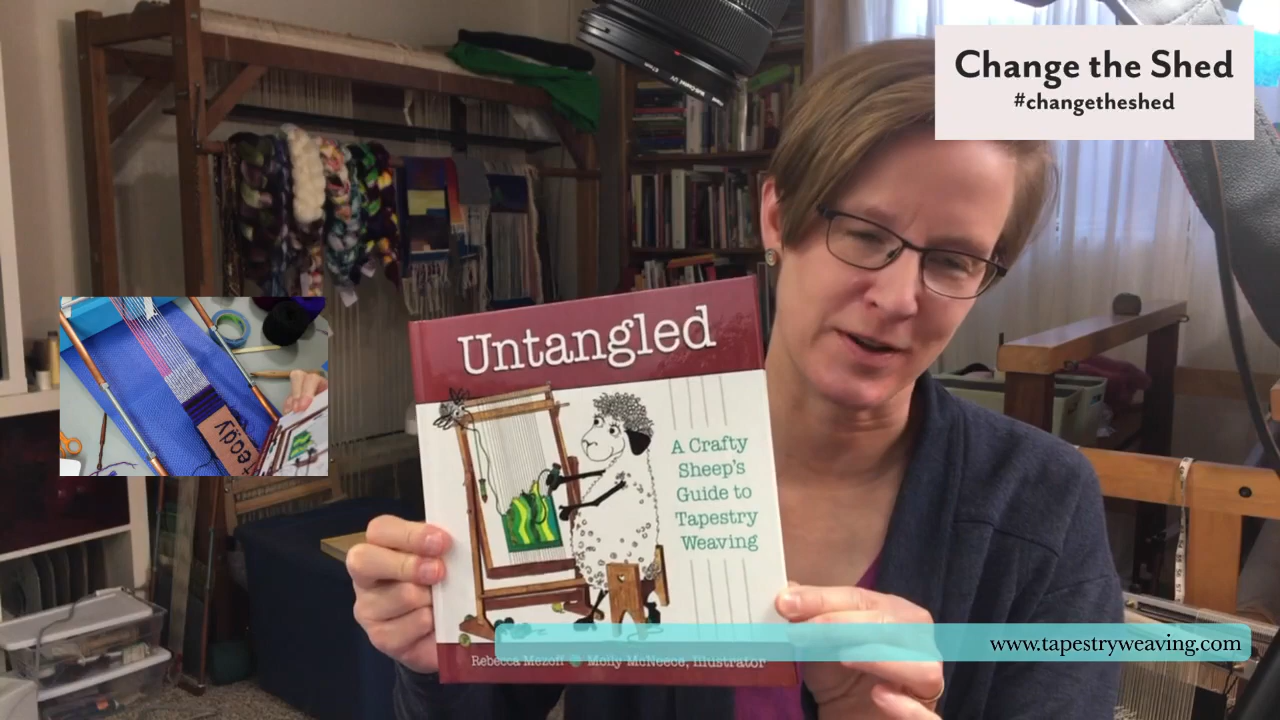 Change the Shed
#changetheshed
Untangled
A Crafty
Sheep's
Guide to
Tapestry
Weaving
Rebecca Mezoff Molly McNeece, Illustrator
www.tapestryweaving.com